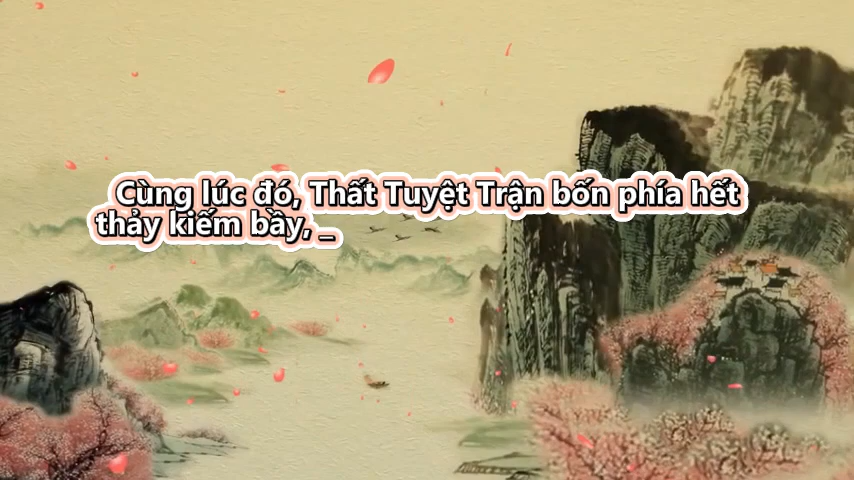 Cùng lúc đó, Thất Tuyệt Trận bốn phía hết
thảy kiếm bầy, _